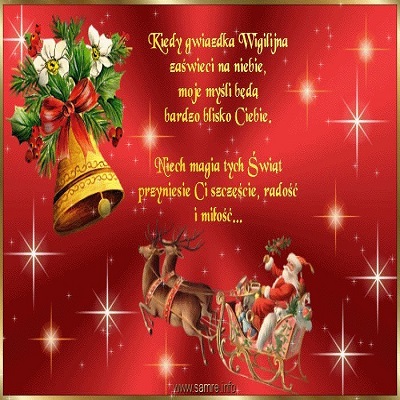 Kiedy gwiazdka Wigilijna
zaświeci na niebie,
moje myśli będą
bardzo blisko Ciebie.
Niech magia tych Świąt
przyniesie Ci szczęście, radość
i miłość...
www.samre.info